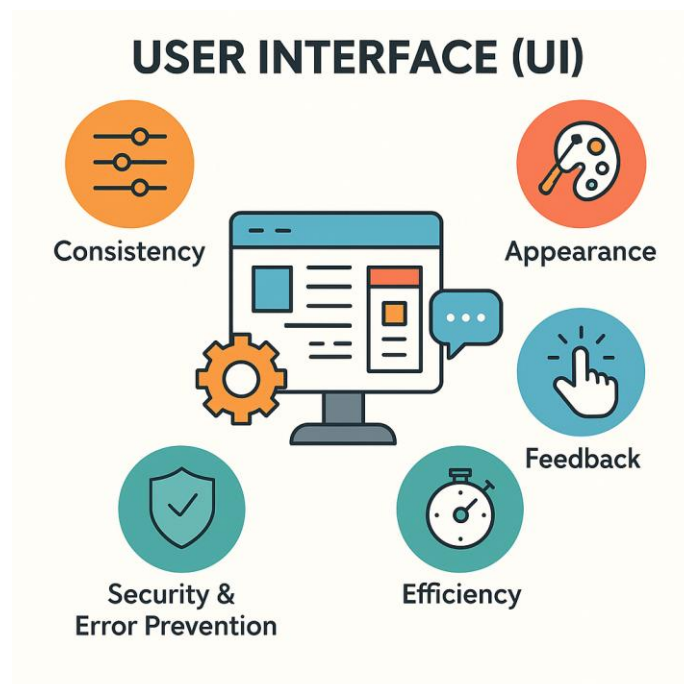 USER INTERFACE (UI)
Consistency
Appearance
Feedback
Security &
Error Prevention
Efficiency